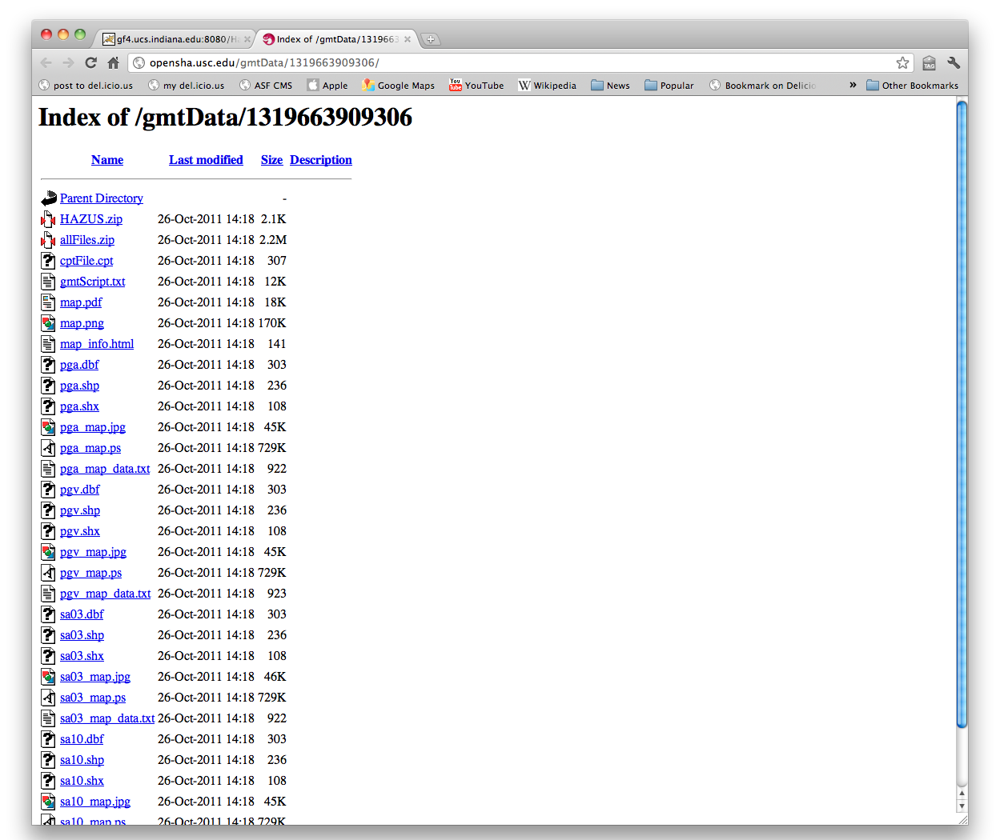 gf4.ucs.indiana.edu:8080/Ha
Index of /gmtData/1319663
opensha.usc.edu/gmtData/1319663909306/
TAG
post to del.icio.us my del.icio.us ASF CMS Apple Google Maps YouTube Wikipedia News Popular Bookmark on Delicio » Other Bookmarks
Index of /gmtData/1319663909306
Name Last modified Size Description
Parent Directory -
HAZUS.zip 26-Oct-2011 14:18 2.1K
allFiles.zip 26-Oct-2011 14:18 2.2M
cptFile.cpt 26-Oct-2011 14:18 307
gmtScript.txt 26-Oct-2011 14:18 12K
map.pdf 26-Oct-2011 14:18 18K
map.png 26-Oct-2011 14:18 170K
map_info.html 26-Oct-2011 14:18 141
pga.dbf 26-Oct-2011 14:18 303
pga.shp 26-Oct-2011 14:18 236
pga.shx 26-Oct-2011 14:18 108
pga_map.jpg 26-Oct-2011 14:18 45K
pga_map.ps 26-Oct-2011 14:18 729K
pga_map_data.txt 26-Oct-2011 14:18 922
pgv.dbf 26-Oct-2011 14:18 303
pgv.shp 26-Oct-2011 14:18 236
pgv.shx 26-Oct-2011 14:18 108
pgv_map.jpg 26-Oct-2011 14:18 45K
pgv_map.ps 26-Oct-2011 14:18 729K
pgv_map_data.txt 26-Oct-2011 14:18 923
sa03.dbf 26-Oct-2011 14:18 303
sa03.shp 26-Oct-2011 14:18 236
sa03.shx 26-Oct-2011 14:18 108
sa03_map.jpg 26-Oct-2011 14:18 46K
sa03_map.ps 26-Oct-2011 14:18 729K
sa03_map_data.txt 26-Oct-2011 14:18 922
sa10.dbf 26-Oct-2011 14:18 303
sa10.shp 26-Oct-2011 14:18 236
sa10.shx 26-Oct-2011 14:18 108
sa10_map.jpg 26-Oct-2011 14:18 45K
sa10_map.ps 26-Oct-2011 14:18 729K